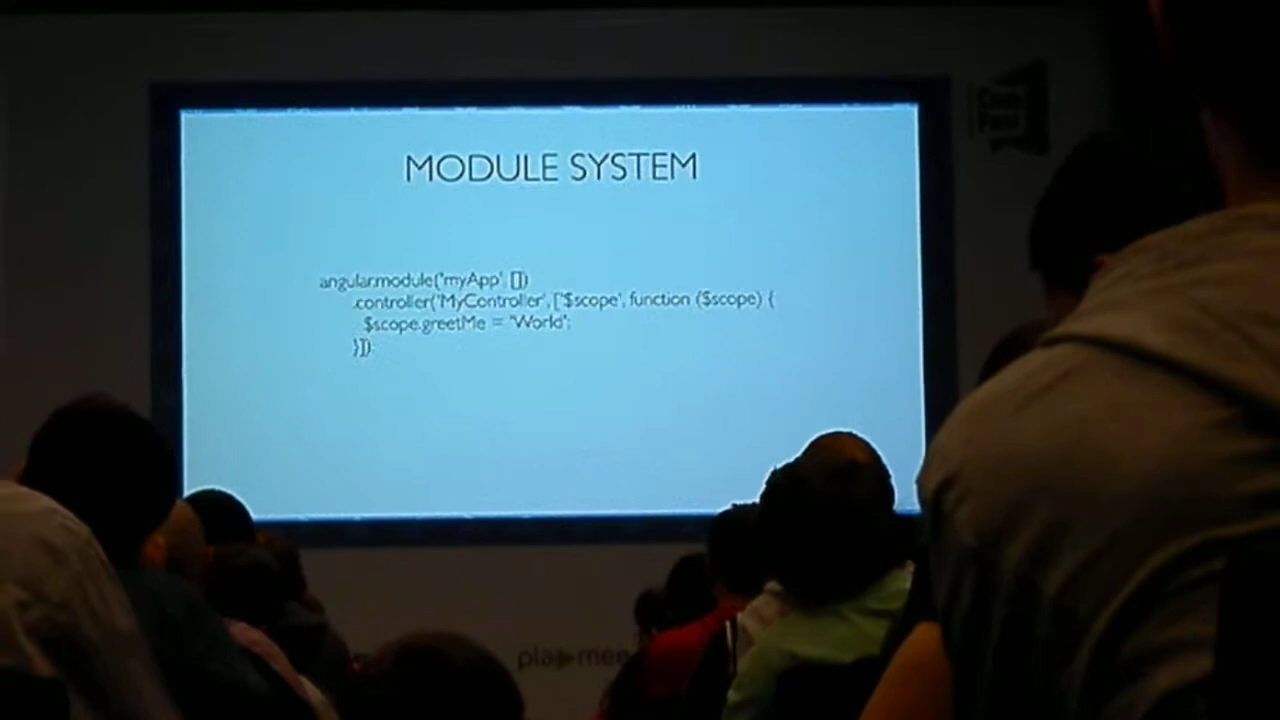 MODULE SYSTEM
angular.module('myApp', [])
.controller('MyController', ['$scope', function ($scope) {
$scope.greetMe = 'World';
}]);